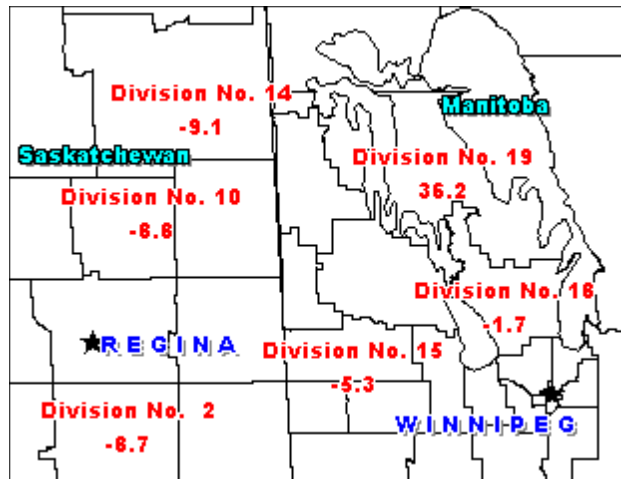 Division No. 14
-9.1
Manitoba
Saskatchewan
Division No. 19
36.2
Division No. 10
-6.6
Division No. 18
-1.7
REGINA
Division No. 15
-5.3
Division No. 2
-6.7
WINNIPEG